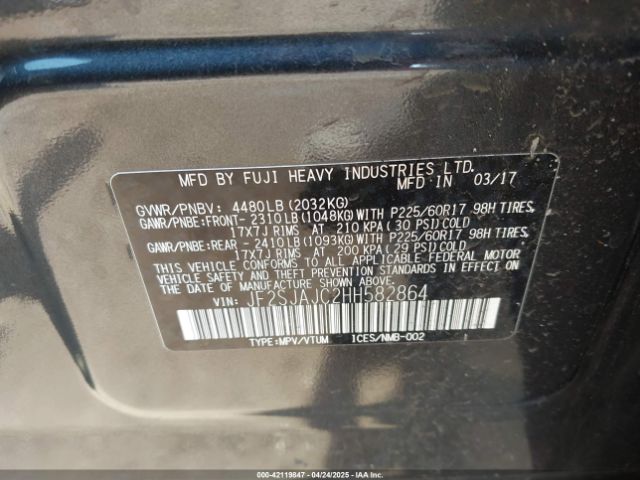 MFD BY FUJI HEAVY INDUSTRIES LTD.
MFD IN 03/17
GVWR/PNBV: 4480LB (2032KG)
GAWR/PNBE:FRONT- 2310LB (1048KG) WITH P225/60R17 98H TIRES,
17X7J RIMS AT 210 KPA ( 30 PSI) COLD
GAWR/PNBE:REAR - 2410LB (1093KG) WITH P225/60R17 98H TIRES,
17X7J RIMS AT 200 KPA ( 29 PSI) COLD
THIS VEHICLE CONFORMS TO ALL APPLICABLE FEDERAL MOTOR
VEHICLE SAFETY AND THEFT PREVENTION STANDARDS IN EFFECT
ON THE DATE OF MANUFACTURE SHOWN ABOVE.
VIN: JF2SJAJC2HH582864
TYPE:MPV/VTUM ICES/NMB-002
000-42119847 - 04/24/2025 - IAA Inc.